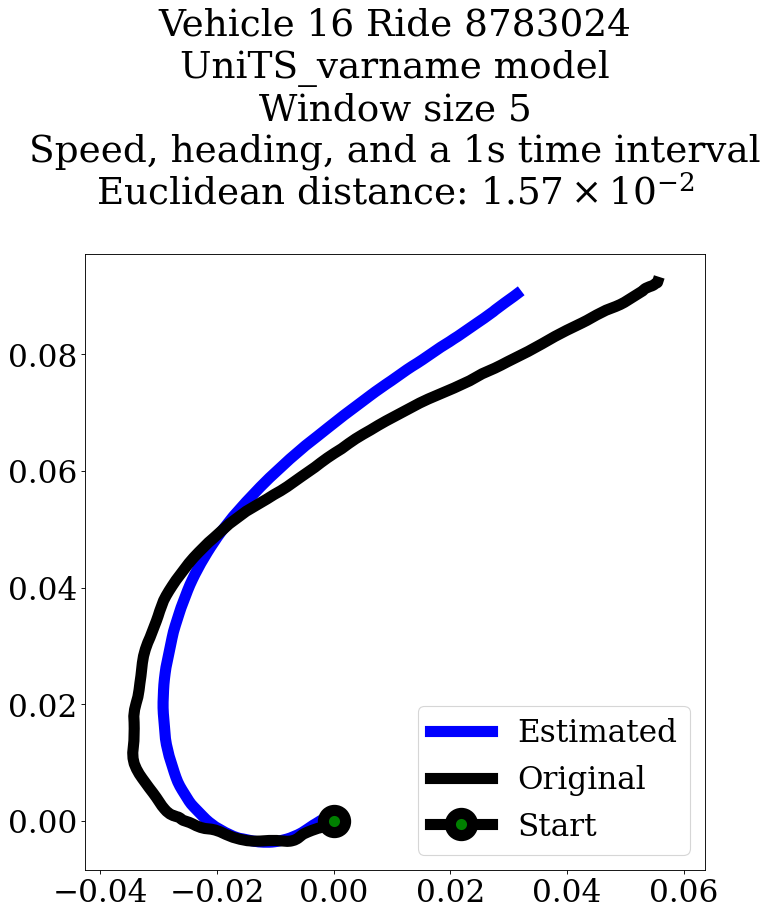 Vehicle 16 Ride 8783024
UniTS_varname model
Window size 5
Speed, heading, and a 1s time interval
Euclidean distance: 1.57 × 10⁻²
0.08
0.06
0.04
0.02
0.00
Estimated
Original
Start
−0.04 −0.02 0.00 0.02 0.04 0.06